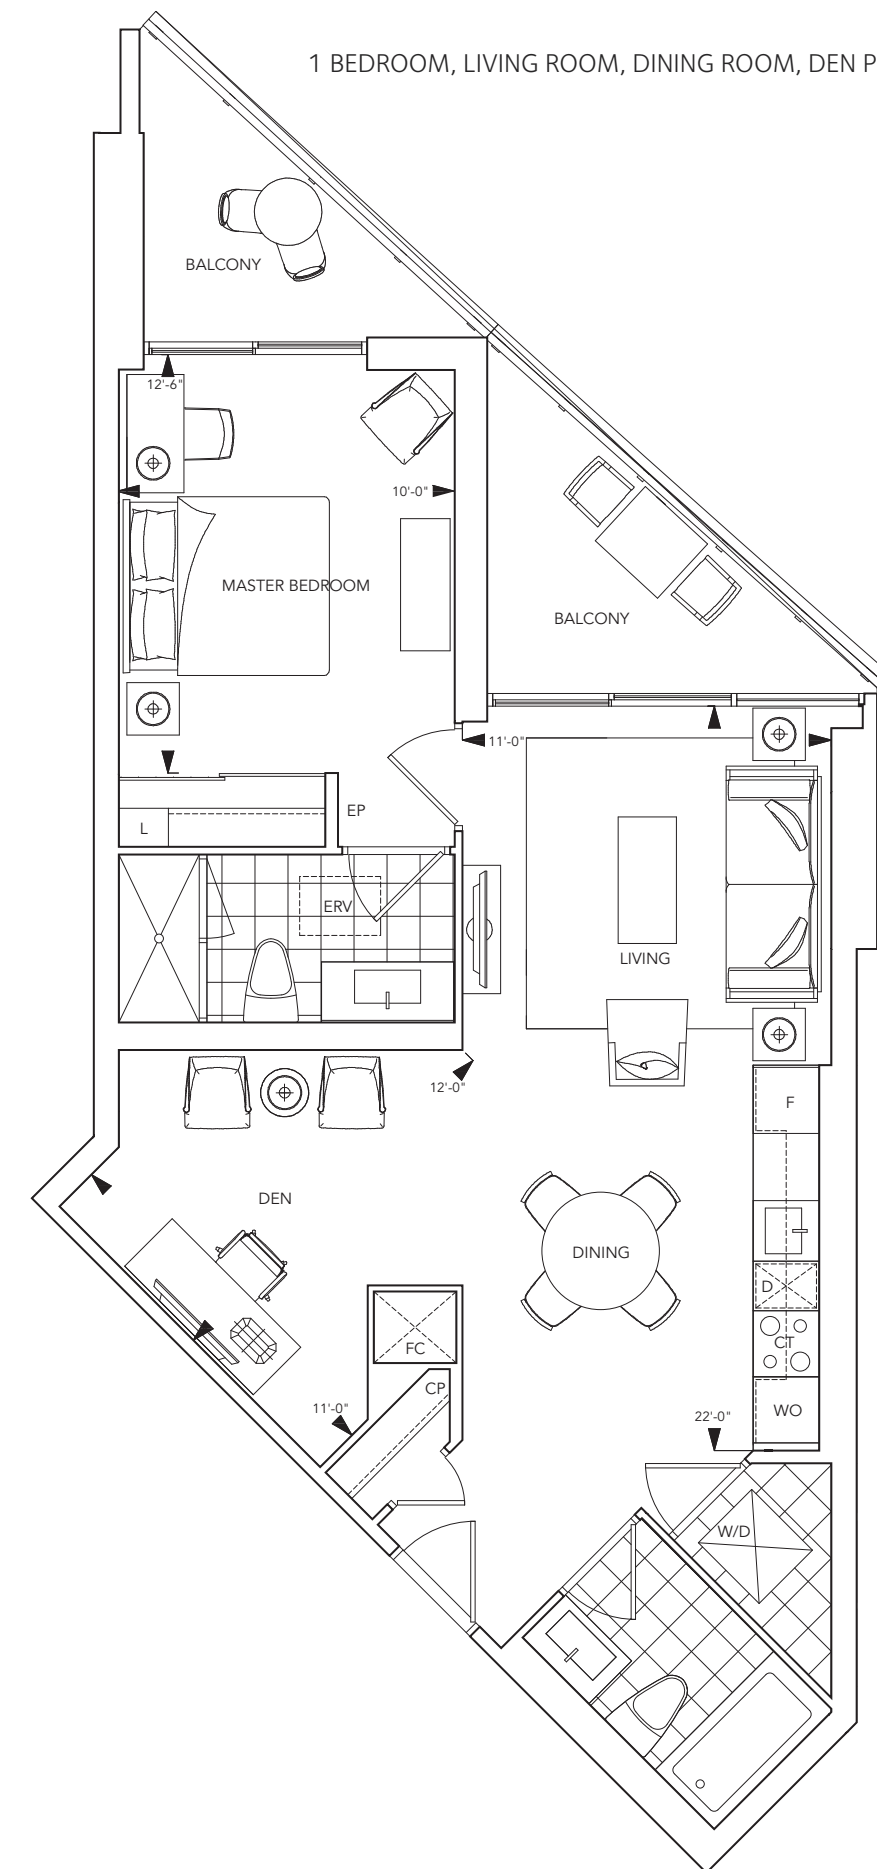 1 BEDROOM, LIVING ROOM, DINING ROOM, DEN P
BALCONY
12'-6"
10'-0"
MASTER BEDROOM
BALCONY
11'-0"
EP
L
ERV
LIVING
12'-0"
F
DEN
DINING
D
CT
FC
CP
11'-0"
22'-0"
WO
W/D